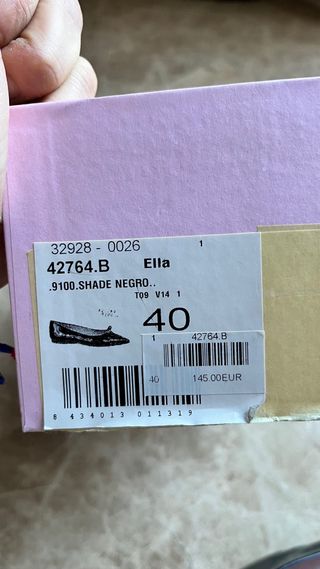 32928 - 0026 1
42764.B Ella
.9100.SHADE NEGRO..
T09 V14 1
40
42764.B
40 145.00EUR
8 434013 011319